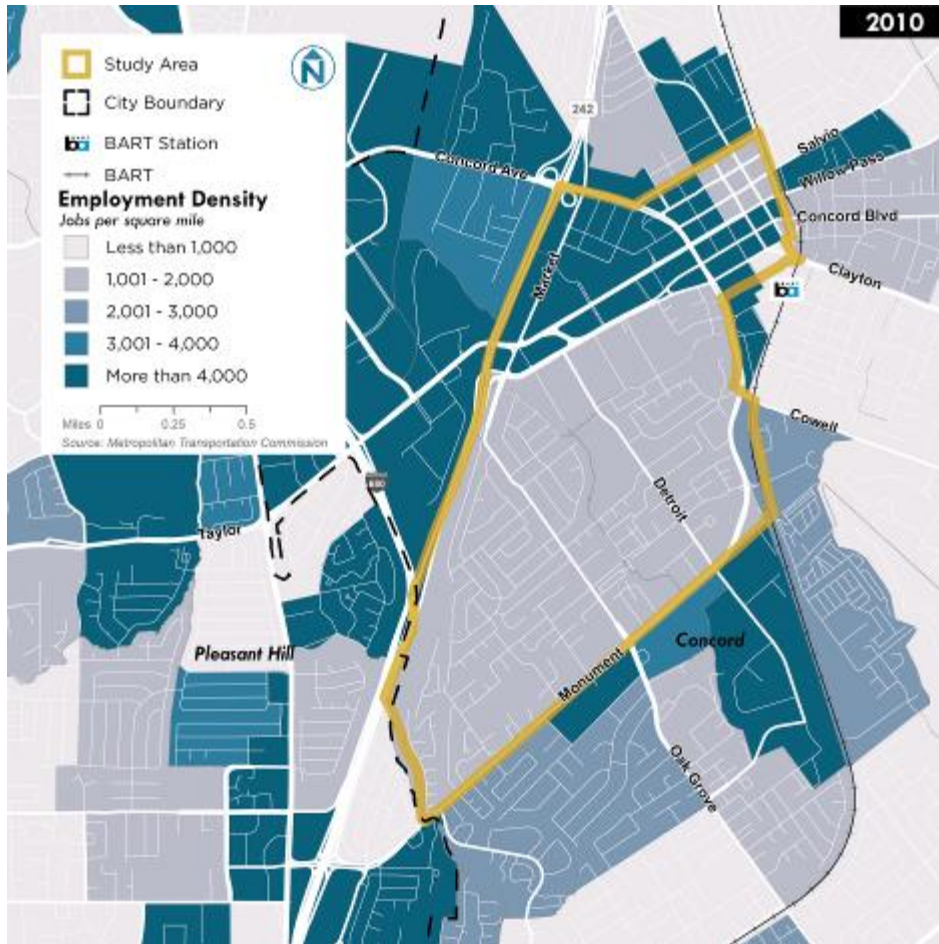 2010
Study Area
City Boundary
BART Station
BART
Employment Density
Jobs per square mile
Less than 1,000
1,001 - 2,000
2,001 - 3,000
3,001 - 4,000
More than 4,000
Miles 0 0.25 0.5
Source: Metropolitan Transportation Commission
N
ba
242
Concord Ave
Salvio
Willow Pass
Concord Blvd
Clayton
ba
Market
Cowell
680
Detroit
Taylor
Pleasant Hill
Concord
Monument
Oak Grove